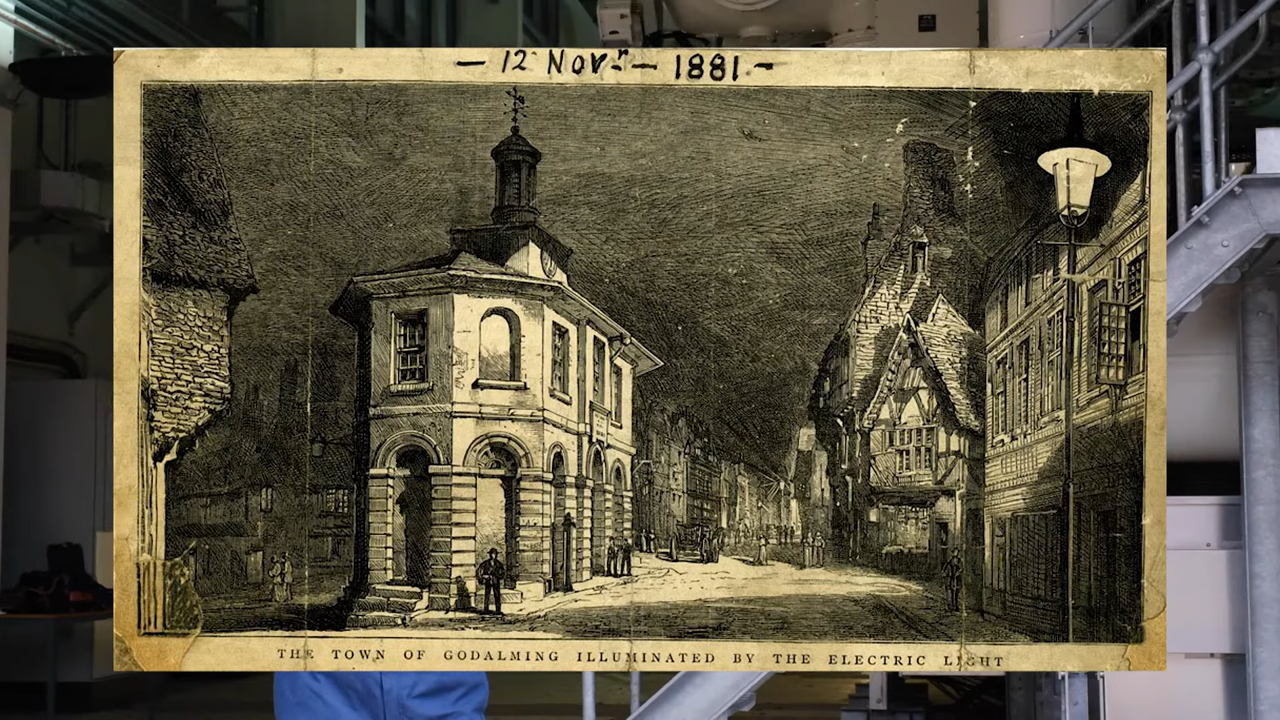 — 12 Novr — 1881 -
THE TOWN OF GODALMING ILLUMINATED BY THE ELECTRIC LIGHT